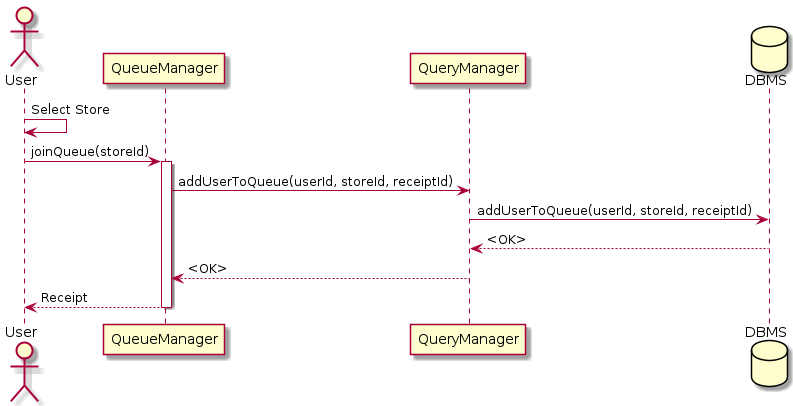 User
QueueManager
QueryManager
DBMS
Select Store
joinQueue(storeId)
addUserToQueue(userId, storeId, receiptId)
addUserToQueue(userId, storeId, receiptId)
<OK>
<OK>
Receipt
User
QueueManager
QueryManager
DBMS